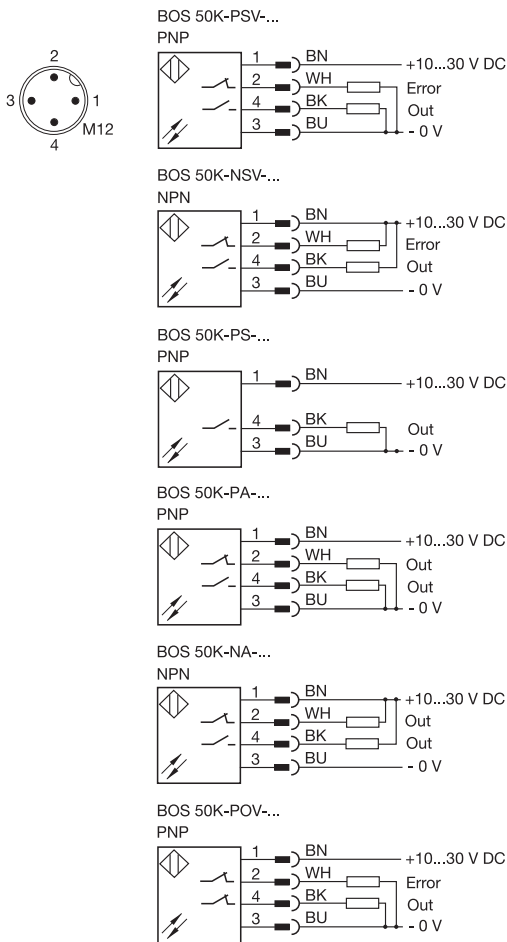 2
3
1
4
M12
BOS 50K-PSV-...
PNP
1 BN +10...30 V DC
2 WH Error
4 BK Out
3 BU - 0 V
BOS 50K-NSV-...
NPN
1 BN +10...30 V DC
2 WH Error
4 BK Out
3 BU - 0 V
BOS 50K-PS-...
PNP
1 BN +10...30 V DC
4 BK Out
3 BU - 0 V
BOS 50K-PA-...
PNP
1 BN +10...30 V DC
2 WH Out
4 BK Out
3 BU - 0 V
BOS 50K-NA-...
NPN
1 BN +10...30 V DC
2 WH Out
4 BK Out
3 BU - 0 V
BOS 50K-POV-...
PNP
1 BN +10...30 V DC
2 WH Error
4 BK Out
3 BU - 0 V